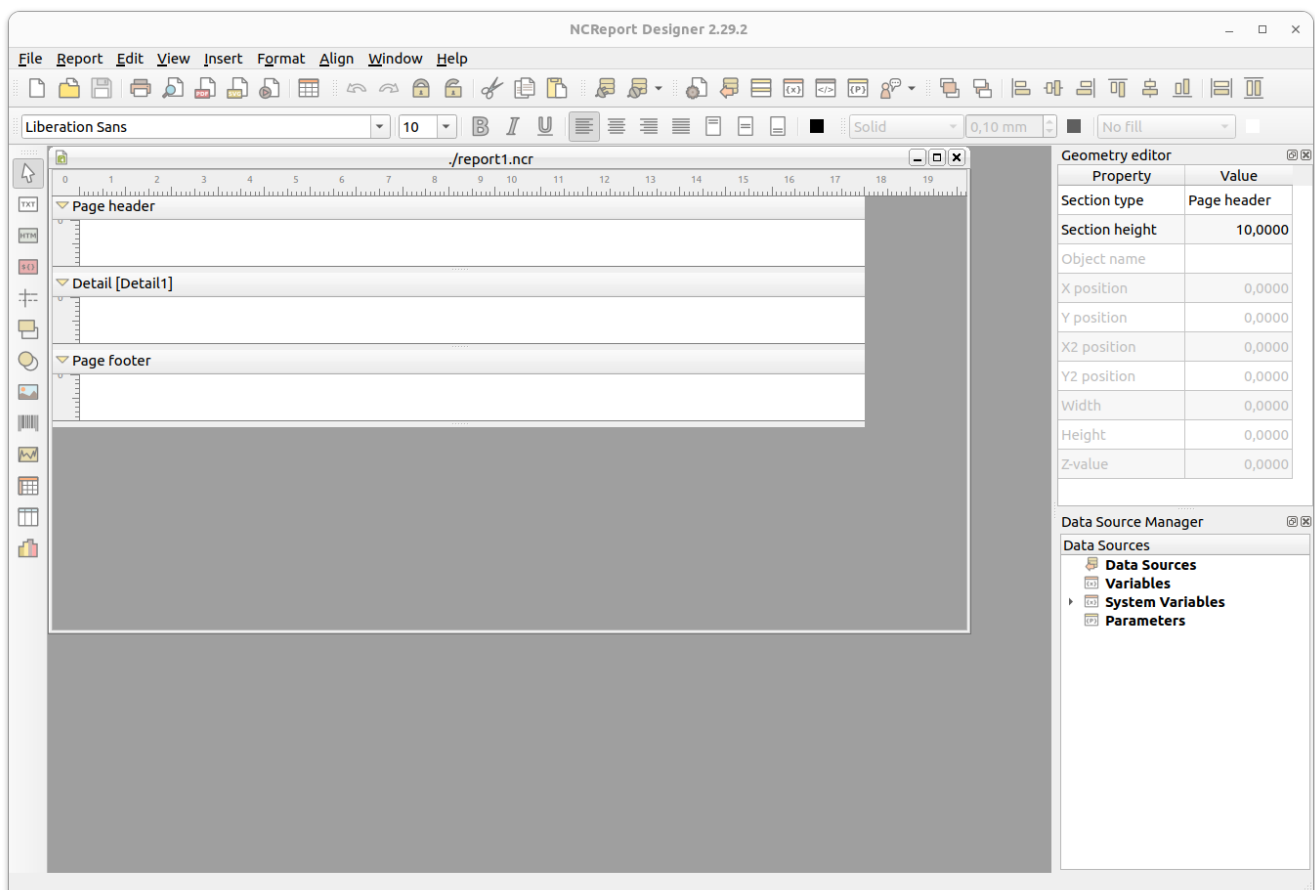 NCReport Designer 2.29.2
File Report Edit View Insert Format Align Window Help
Liberation Sans 10 Solid 0,10 mm No fill
./report1.ncr
0 1 2 3 4 5 6 7 8 9 10 11 12 13 14 15 16 17 18 19
Page header
0
Detail [Detail1]
0
Page footer
0
TXT
HTM
Geometry editor
Property Value
Section type Page header
Section height 10,0000
Object name
X position 0,0000
Y position 0,0000
X2 position 0,0000
Y2 position 0,0000
Width 0,0000
Height 0,0000
Z-value 0,0000
Data Source Manager
Data Sources
Data Sources
Variables
System Variables
Parameters